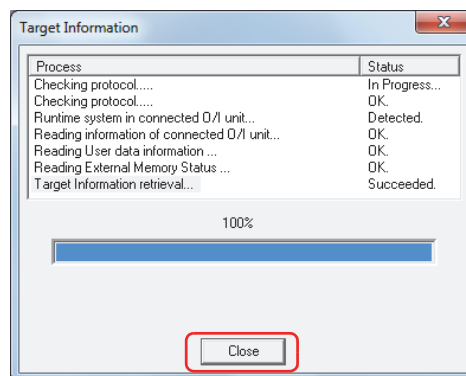 Target Information
Process Status
Checking protocol..... In Progress...
Checking protocol..... OK.
Runtime system in connected O/I unit... Detected.
Reading information of connected O/I unit... OK.
Reading User data information ... OK.
Reading External Memory Status ... OK.
Target Information retrieval... Succeeded.
100%
Close